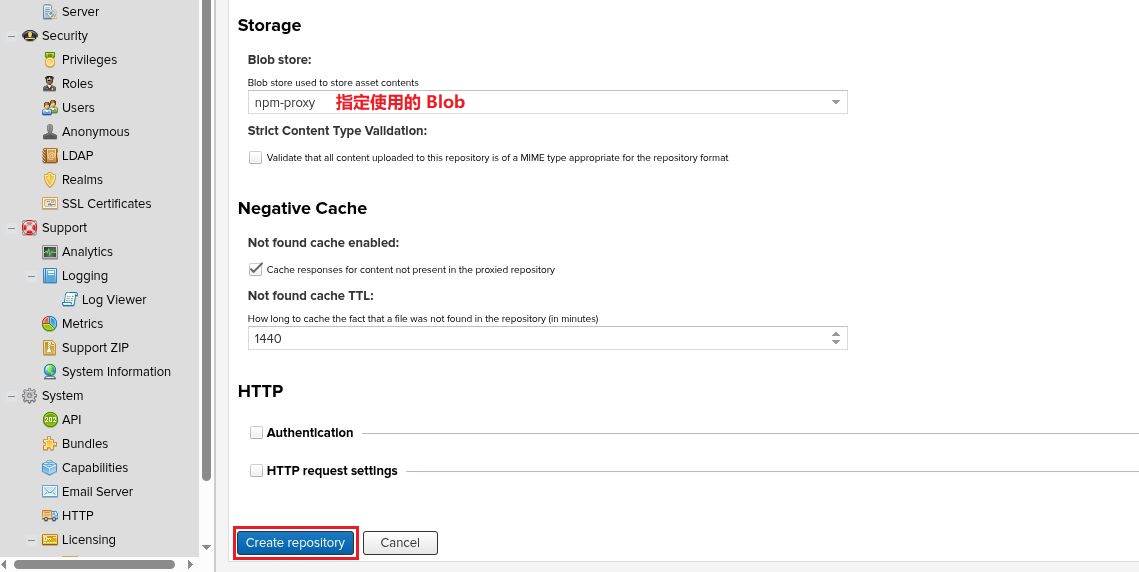 Server
Security
Privileges
Roles
Users
Anonymous
LDAP
Realms
SSL Certificates
Support
Analytics
Logging
Log Viewer
Metrics
Support ZIP
System Information
System
API
Bundles
Capabilities
Email Server
HTTP
Licensing
Storage
Blob store:
Blob store used to store asset contents
npm-proxy 指定使用的 Blob
Strict Content Type Validation:
Validate that all content uploaded to this repository is of a MIME type appropriate for the repository format
Negative Cache
Not found cache enabled:
Cache responses for content not present in the proxied repository
Not found cache TTL:
How long to cache the fact that a file was not found in the repository (in minutes)
1440
HTTP
Authentication
HTTP request settings
Create repository Cancel